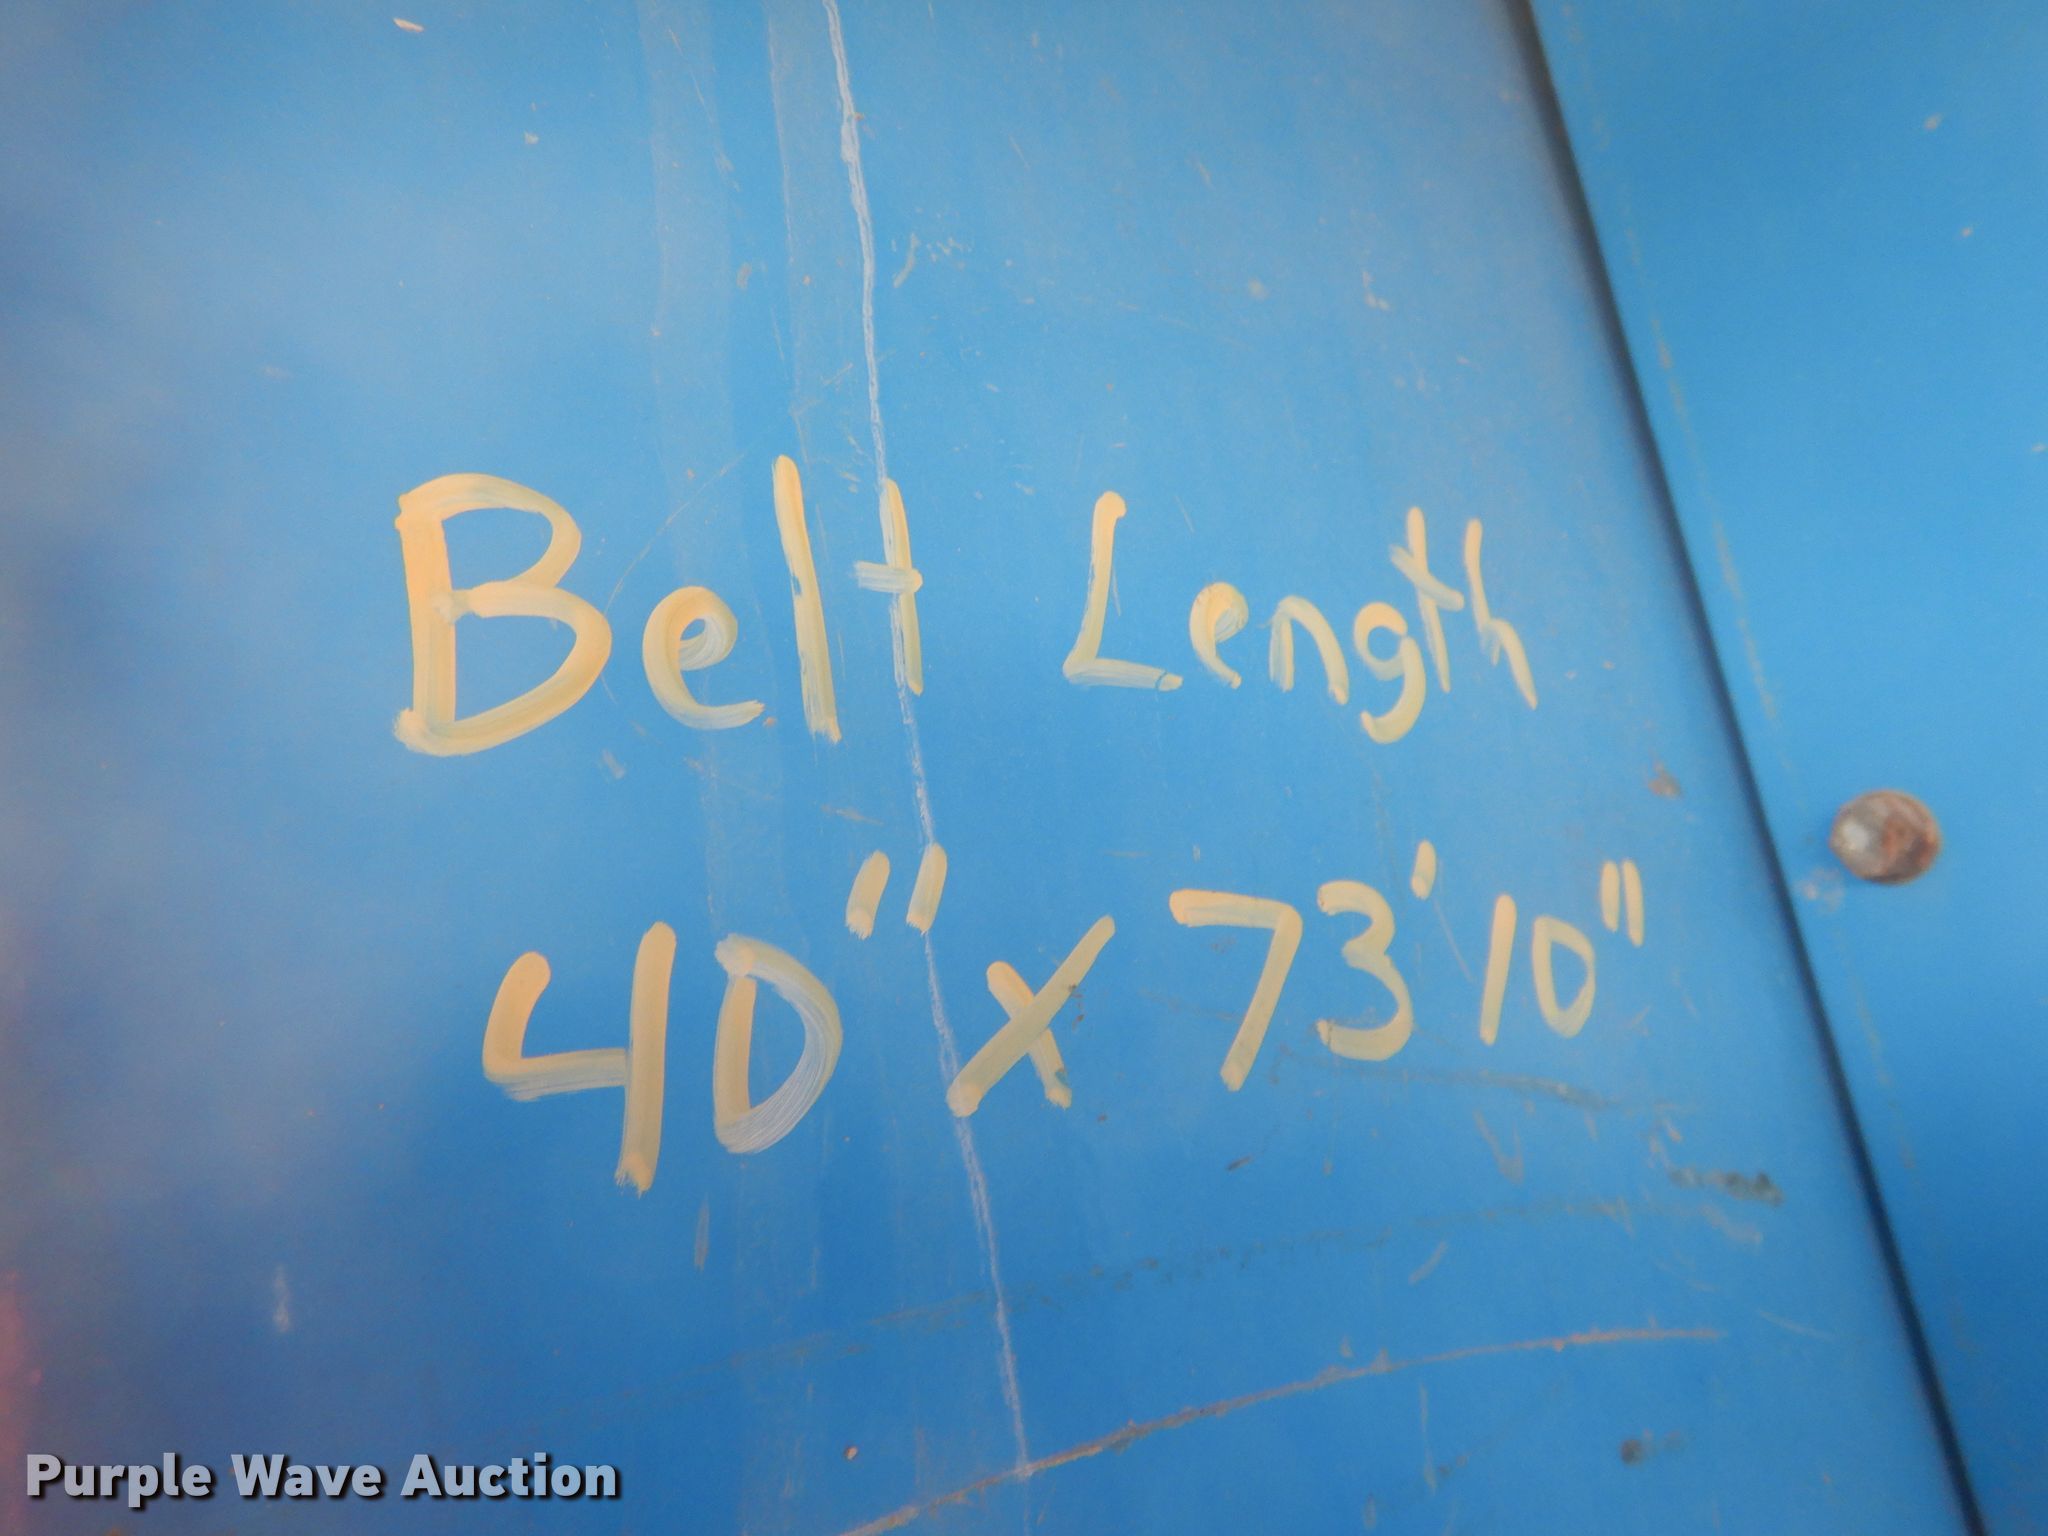 Belt Length
40" x 73'10"
Purple Wave Auction